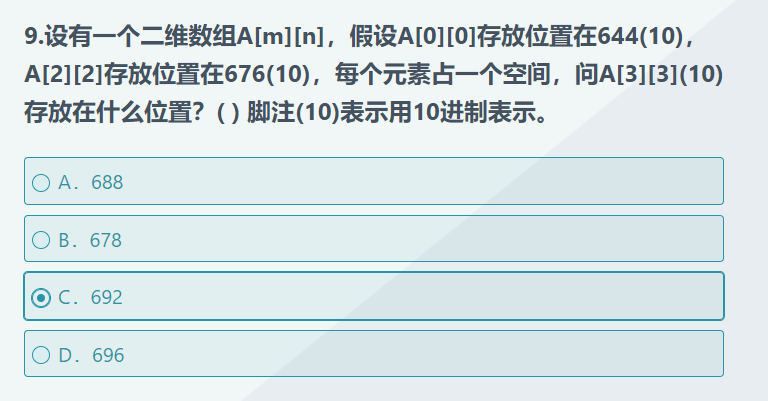 9.设有一个二维数组A[m][n]，假设A[0][0]存放位置在644(10)，
A[2][2]存放位置在676(10)，每个元素占一个空间，问A[3][3](10)
存放在什么位置？( ) 脚注(10)表示用10进制表示。
A．688
B．678
C．692
D．696